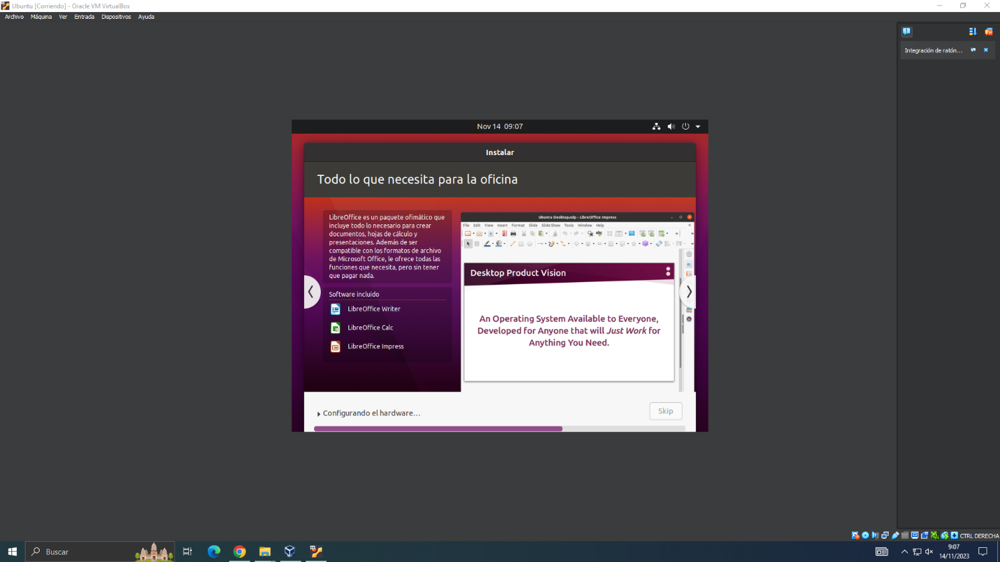 Ubuntu [Corriendo] - Oracle VM VirtualBox
Archivo Máquina Ver Entrada Dispositivos Ayuda
Integración de ratón...
Nov 14 09:07
Instalar
Todo lo que necesita para la oficina
LibreOffice es un paquete ofimático que
incluye todo lo necesario para crear
documentos, hojas de cálculo y
presentaciones. Además de ser
compatible con los formatos de archivo
de Microsoft Office, le ofrece todas las
funciones que necesita, pero sin tener
que pagar nada.
Software incluido
LibreOffice Writer
LibreOffice Calc
LibreOffice Impress
Ubuntu Desktop.odp - LibreOffice Impress
File Edit View Insert Format Slide Slide Show Tools Window Help
Desktop Product Vision
An Operating System Available to Everyone,
Developed for Anyone that will Just Work for
Anything You Need.
Configurando el hardware...
Skip
CTRL DERECHA
Buscar
9:07
14/11/2023